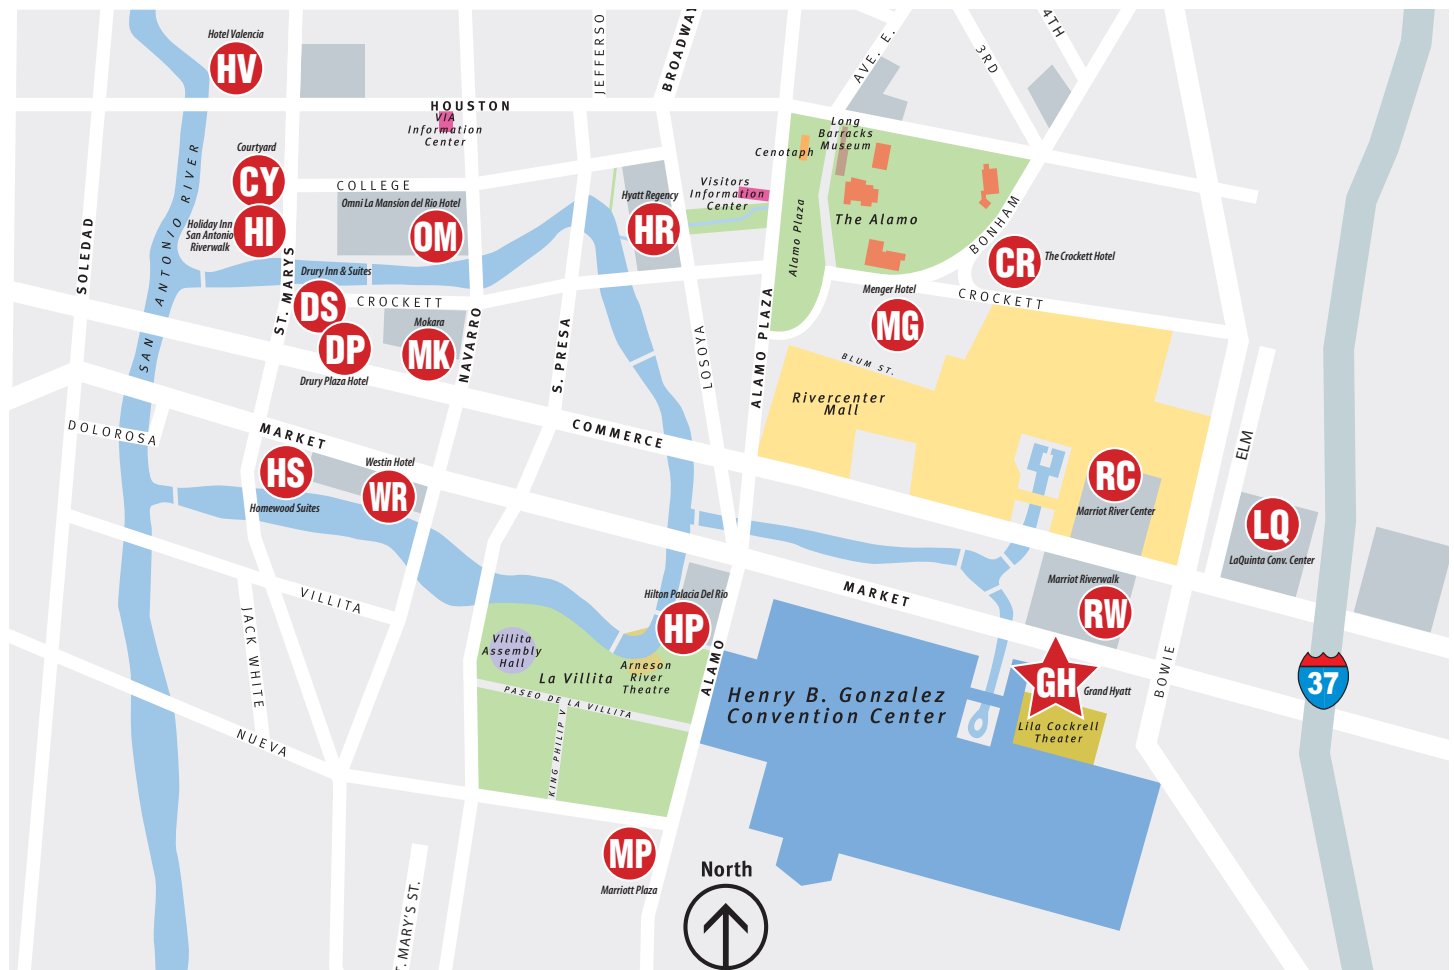 Hotel Valencia
HV
HOUSTON
VIA
Information
Center
JEFFERSO
BROADWAY
AVE. E.
3RD
4TH
Long
Barracks
Museum
Cenotaph
Courtyard
CY
COLLEGE
Omni La Mansion del Rio Hotel
OM
Holiday Inn
San Antonio
Riverwalk
HI
Hyatt Regency
HR
Visitors
Information
Center
Alamo Plaza
The Alamo
BONHAM
CR
The Crockett Hotel
SAN ANTONIO RIVER
SOLEDAD
ST. MARYS
Drury Inn & Suites
DS
CROCKETT
Menger Hotel
MG
CROCKETT
DP
Drury Plaza Hotel
Mokara
MK
NAVARRO
S. PRESA
LOSOYA
ALAMO PLAZA
BLUM ST.
Rivercenter
Mall
DOLOROSA
MARKET
COMMERCE
ELM
HS
Homewood Suites
Westin Hotel
WR
RC
Marriot River Center
LQ
LaQuinta Conv. Center
VILLITA
JACK WHITE
MARKET
Hilton Palacia Del Rio
HP
Marriot Riverwalk
RW
Villita
Assembly
Hall
La Villita
Arneson
River
Theatre
ALAMO
PASEO DE LA VILLITA
KING PHILIP V
Henry B. Gonzalez
Convention Center
GH
Grand Hyatt
Lila Cockrell
Theater
BOWIE
37
NUEVA
MP
Marriott Plaza
T. MARY'S ST.
North